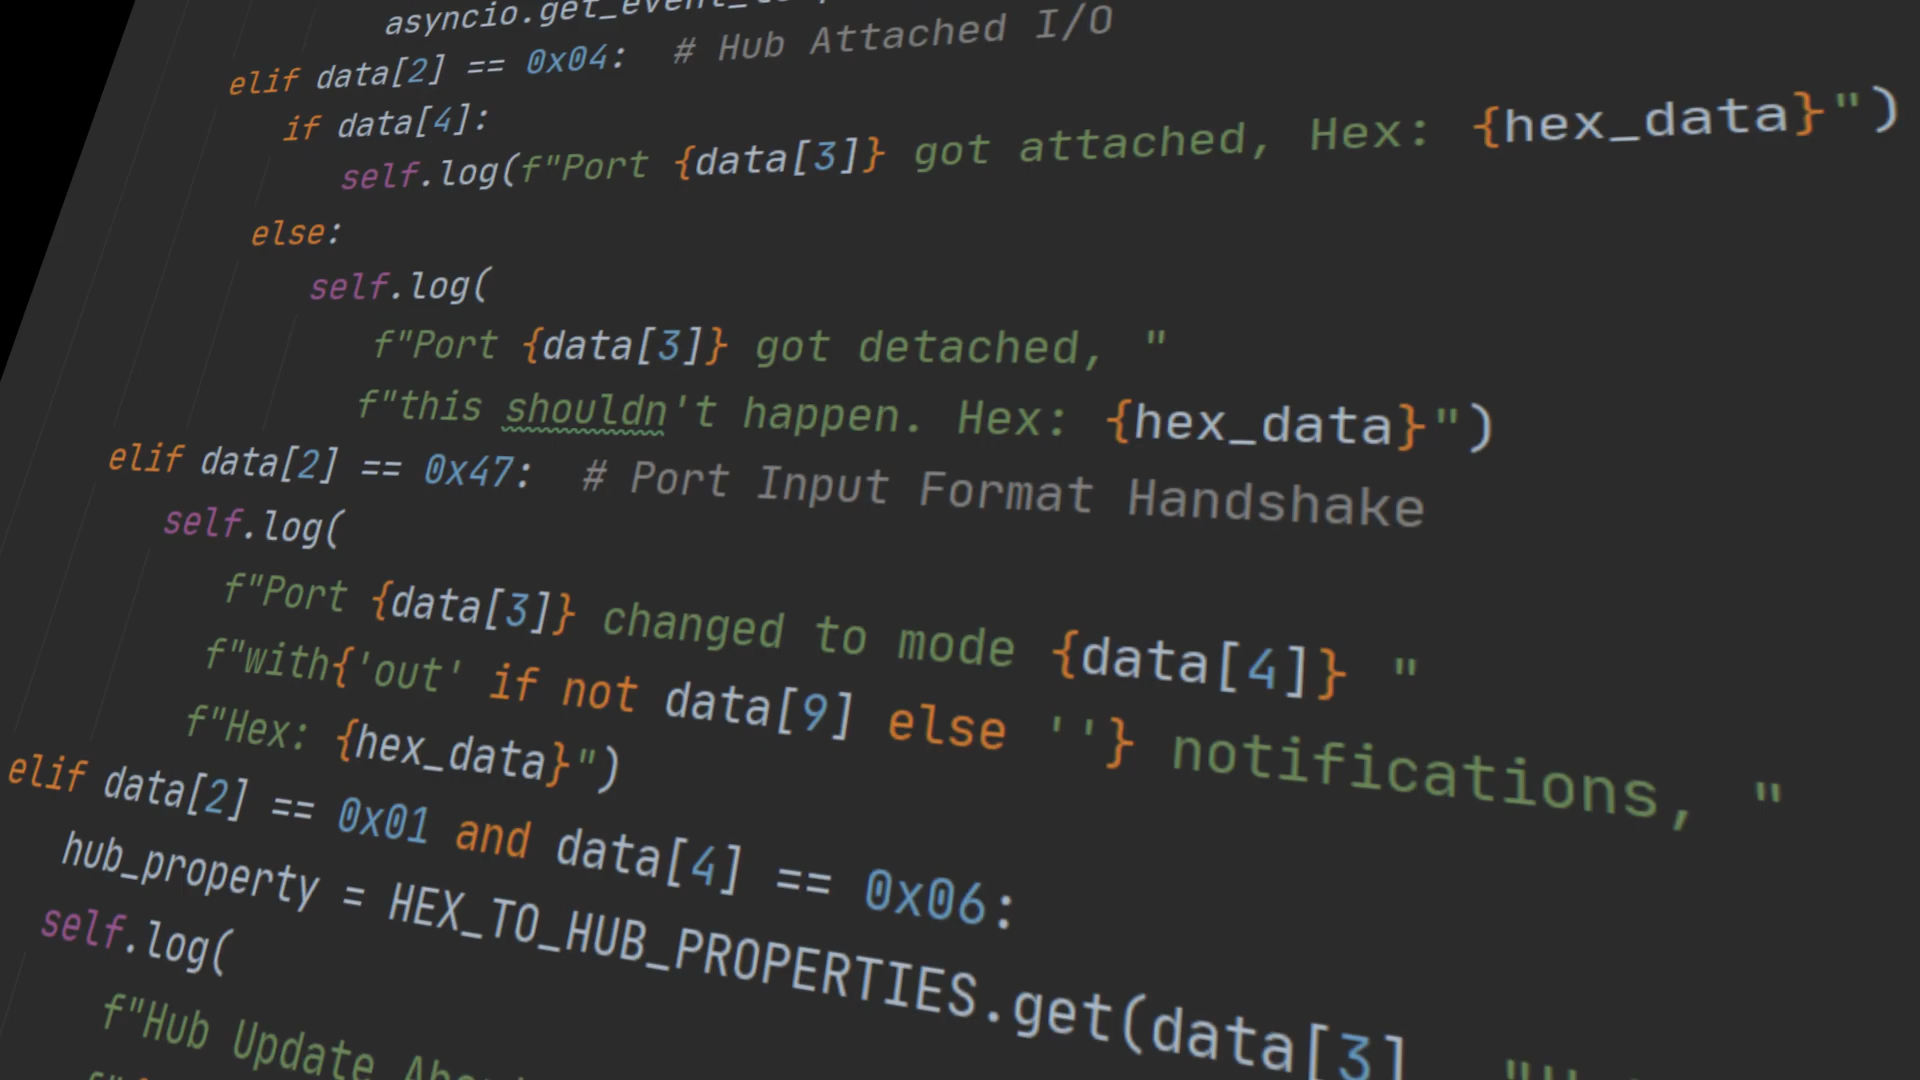 elif data[2] == 0x04:  # Hub Attached I/O
if data[4]:
self.log(f"Port {data[3]} got attached, Hex: {hex_data}")
else:
self.log(
f"Port {data[3]} got detached, "
f"this shouldn't happen. Hex: {hex_data}")
elif data[2] == 0x47:  # Port Input Format Handshake
self.log(
f"Port {data[3]} changed to mode {data[4]} "
f"with{'out' if not data[9] else ''} notifications, "
f"Hex: {hex_data}")
elif data[2] == 0x01 and data[4] == 0x06:
hub_property = HEX_TO_HUB_PROPERTIES.get(data[3]
self.log(
f"Hub Update